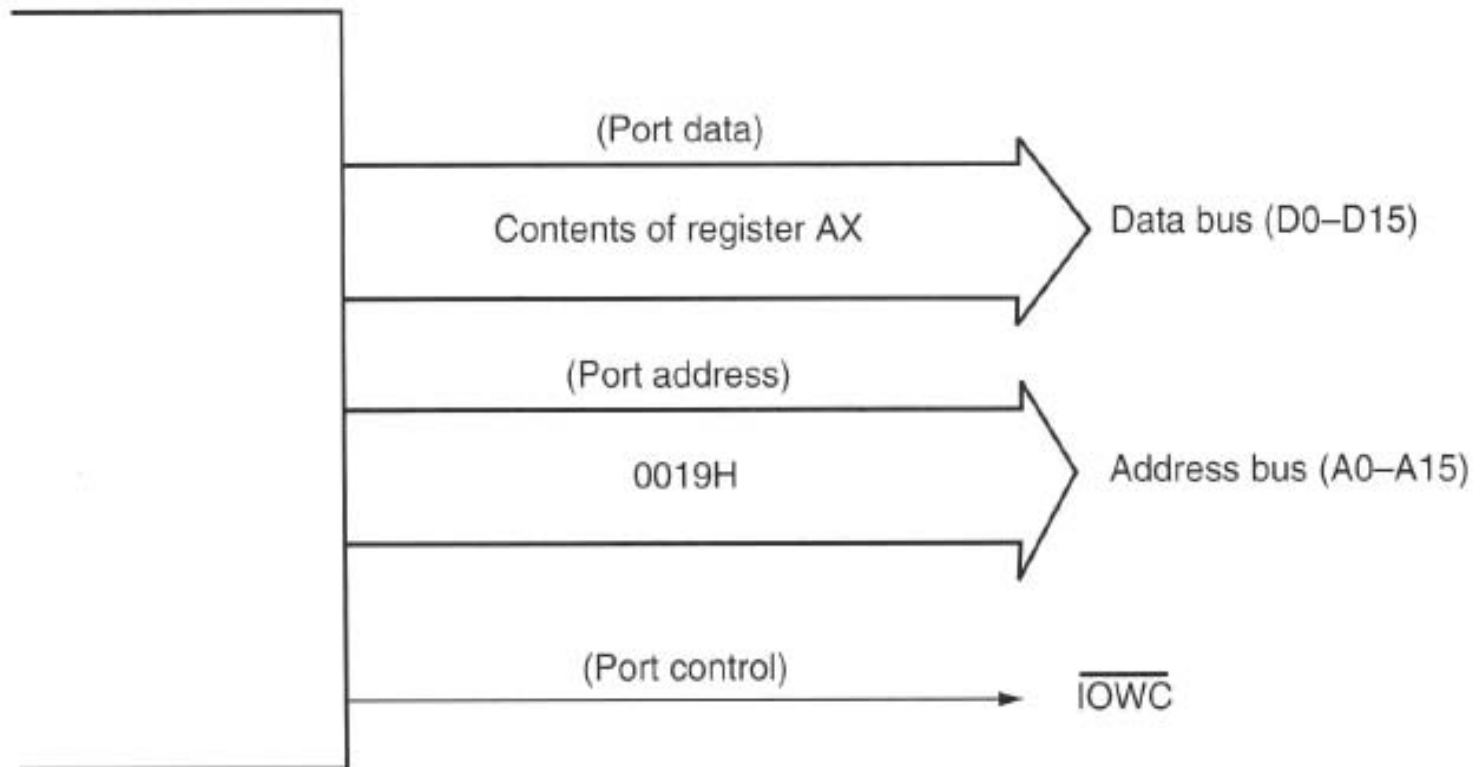 (Port data)
Contents of register AX
Data bus (D0–D15)
(Port address)
0019H
Address bus (A0–A15)
(Port control)
IOWC